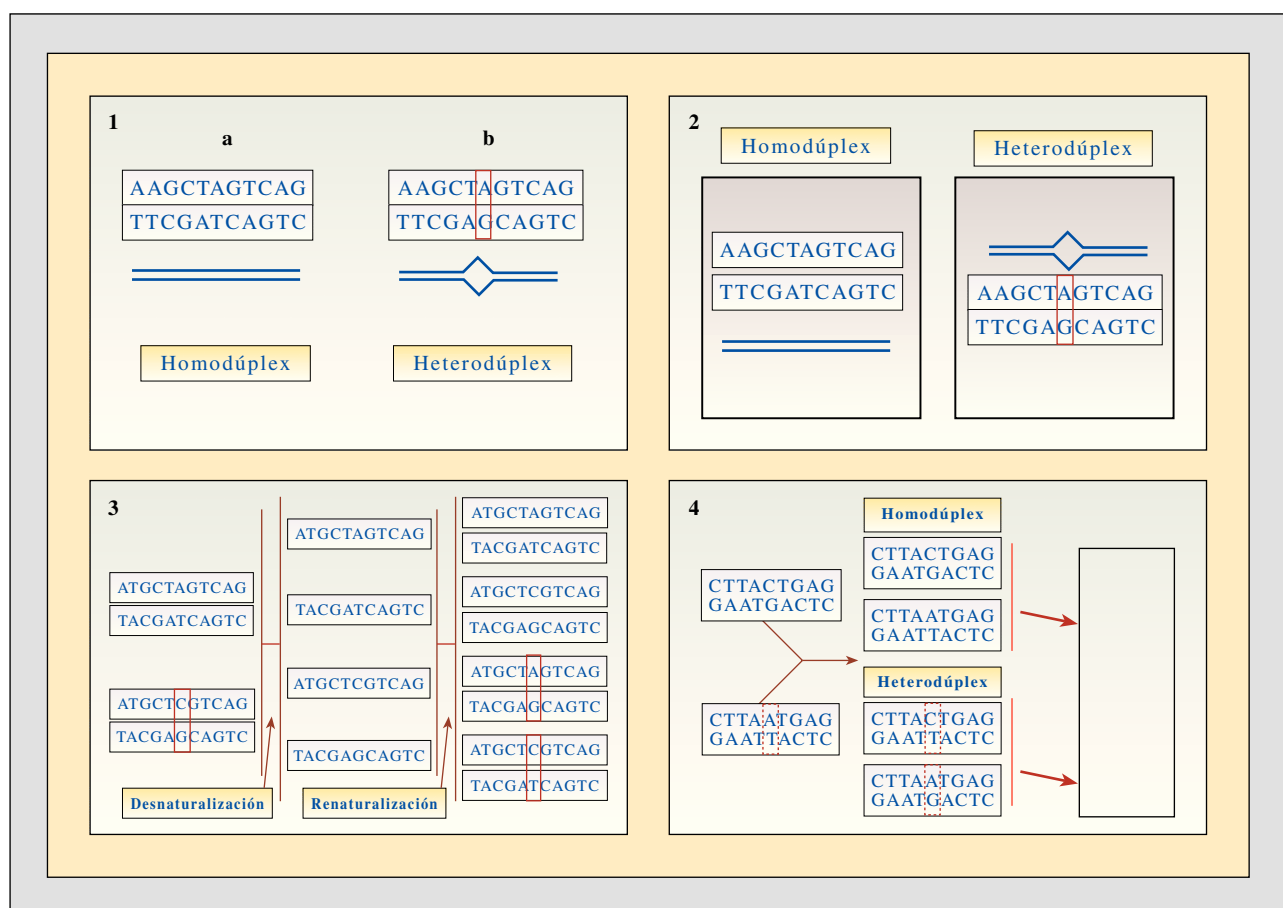 1
a
b
AAGCTAGTCAG
TTCGATCAGTC
AAGCTAGTCAG
TTCGAGCAGTC
Homodúplex
Heterodúplex
2
Homodúplex
Heterodúplex
AAGCTAGTCAG
TTCGATCAGTC
AAGCTAGTCAG
TTCGAGCAGTC
3
ATGCTAGTCAG
TACGATCAGTC
ATGCTCGTCAG
TACGAGCAGTC
Desnaturalización
ATGCTAGTCAG
TACGATCAGTC
ATGCTCGTCAG
TACGAGCAGTC
Renaturalización
ATGCTAGTCAG
TACGATCAGTC
ATGCTCGTCAG
TACGAGCAGTC
ATGCTAGTCAG
TACGAGCAGTC
ATGCTCGTCAG
TACGATCAGTC
4
CTTACTGAG
GAATGACTC
CTTAATGAG
GAATTACTC
Homodúplex
CTTACTGAG
GAATGACTC
CTTAATGAG
GAATTACTC
Heterodúplex
CTTACTGAG
GAATTACTC
CTTAATGAG
GAATGACTC